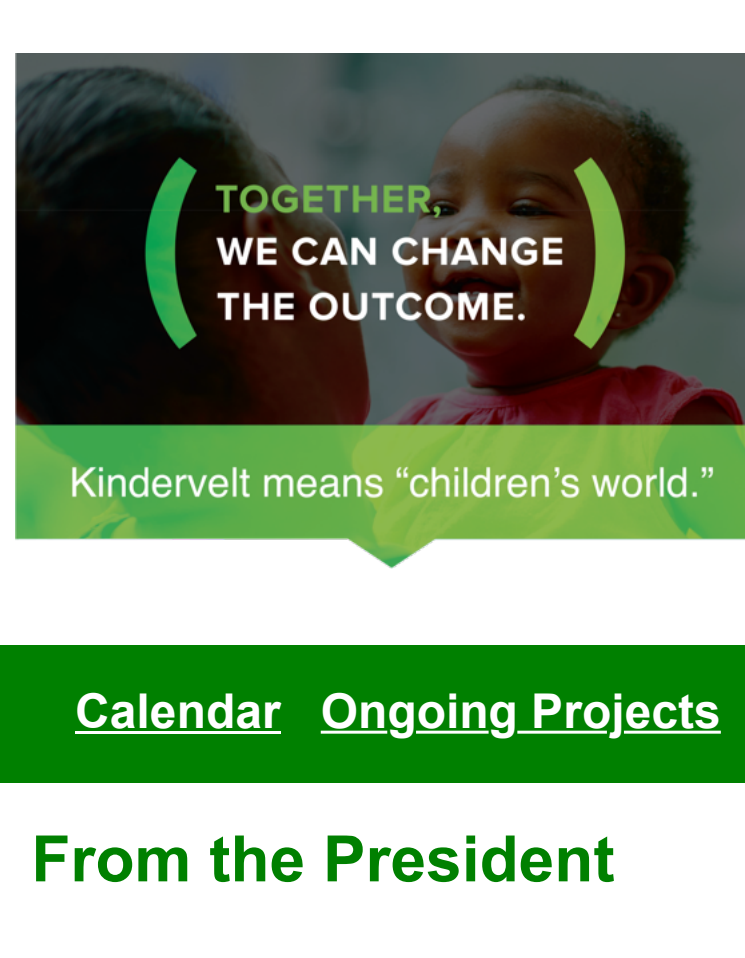 TOGETHER,
WE CAN CHANGE
THE OUTCOME.
Kindervelt means “children’s world.”
Calendar Ongoing Projects
From the President